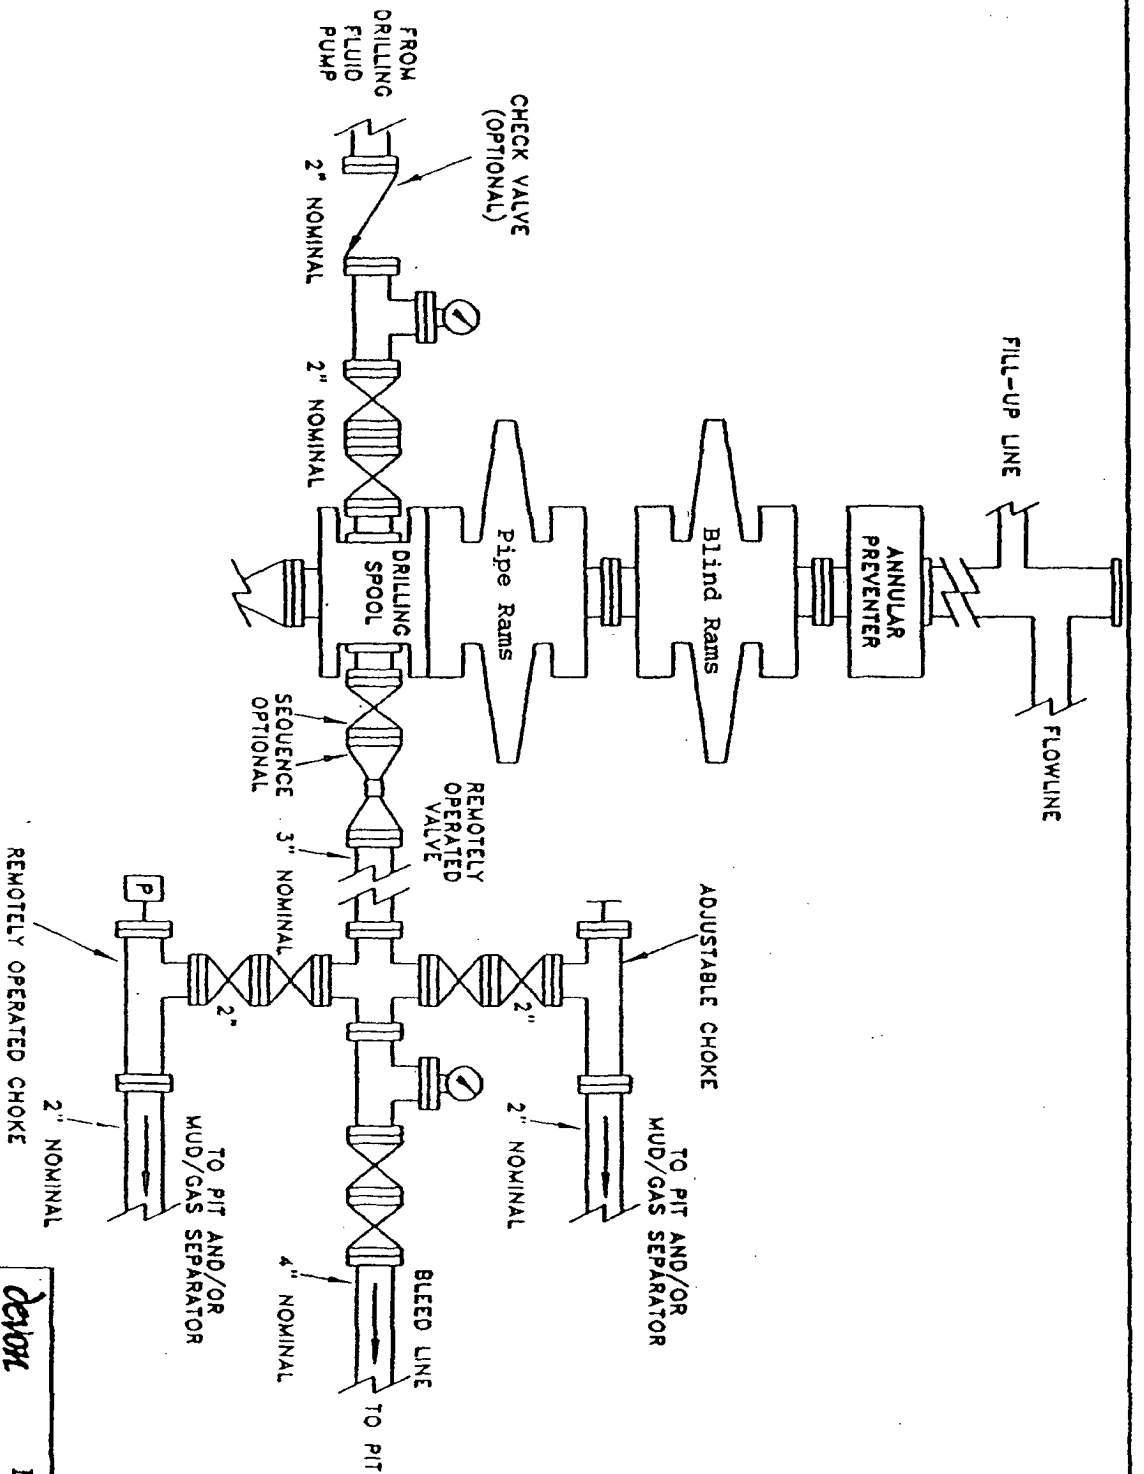 FILL-UP LINE
FLOWLINE
ANNULAR
PREVENTER
Blind Rams
Pipe Rams
DRILLING
SPOOL
CHECK VALVE
(OPTIONAL)
FROM
DRILLING
FLUID
PUMP
2" NOMINAL
2" NOMINAL
SEQUENCE
OPTIONAL
REMOTELY
OPERATED
VALVE
3" NOMINAL
ADJUSTABLE CHOKE
2"
2" NOMINAL
TO PIT AND/OR
MUD/GAS SEPARATOR
BLEED LINE
4" NOMINAL
TO PIT
2"
P
REMOTELY OPERATED CHOKE
2" NOMINAL
TO PIT AND/OR
MUD/GAS SEPARATOR
devon